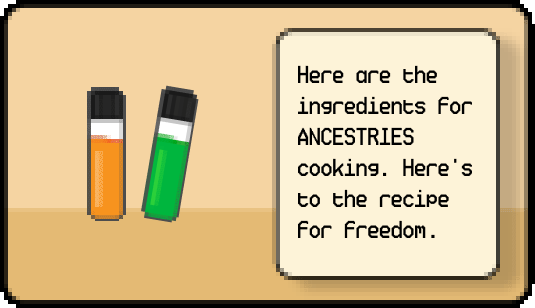 Here are the
ingredients for
ANCESTRIES
cooking. Here's
to the recipe
for freedom.